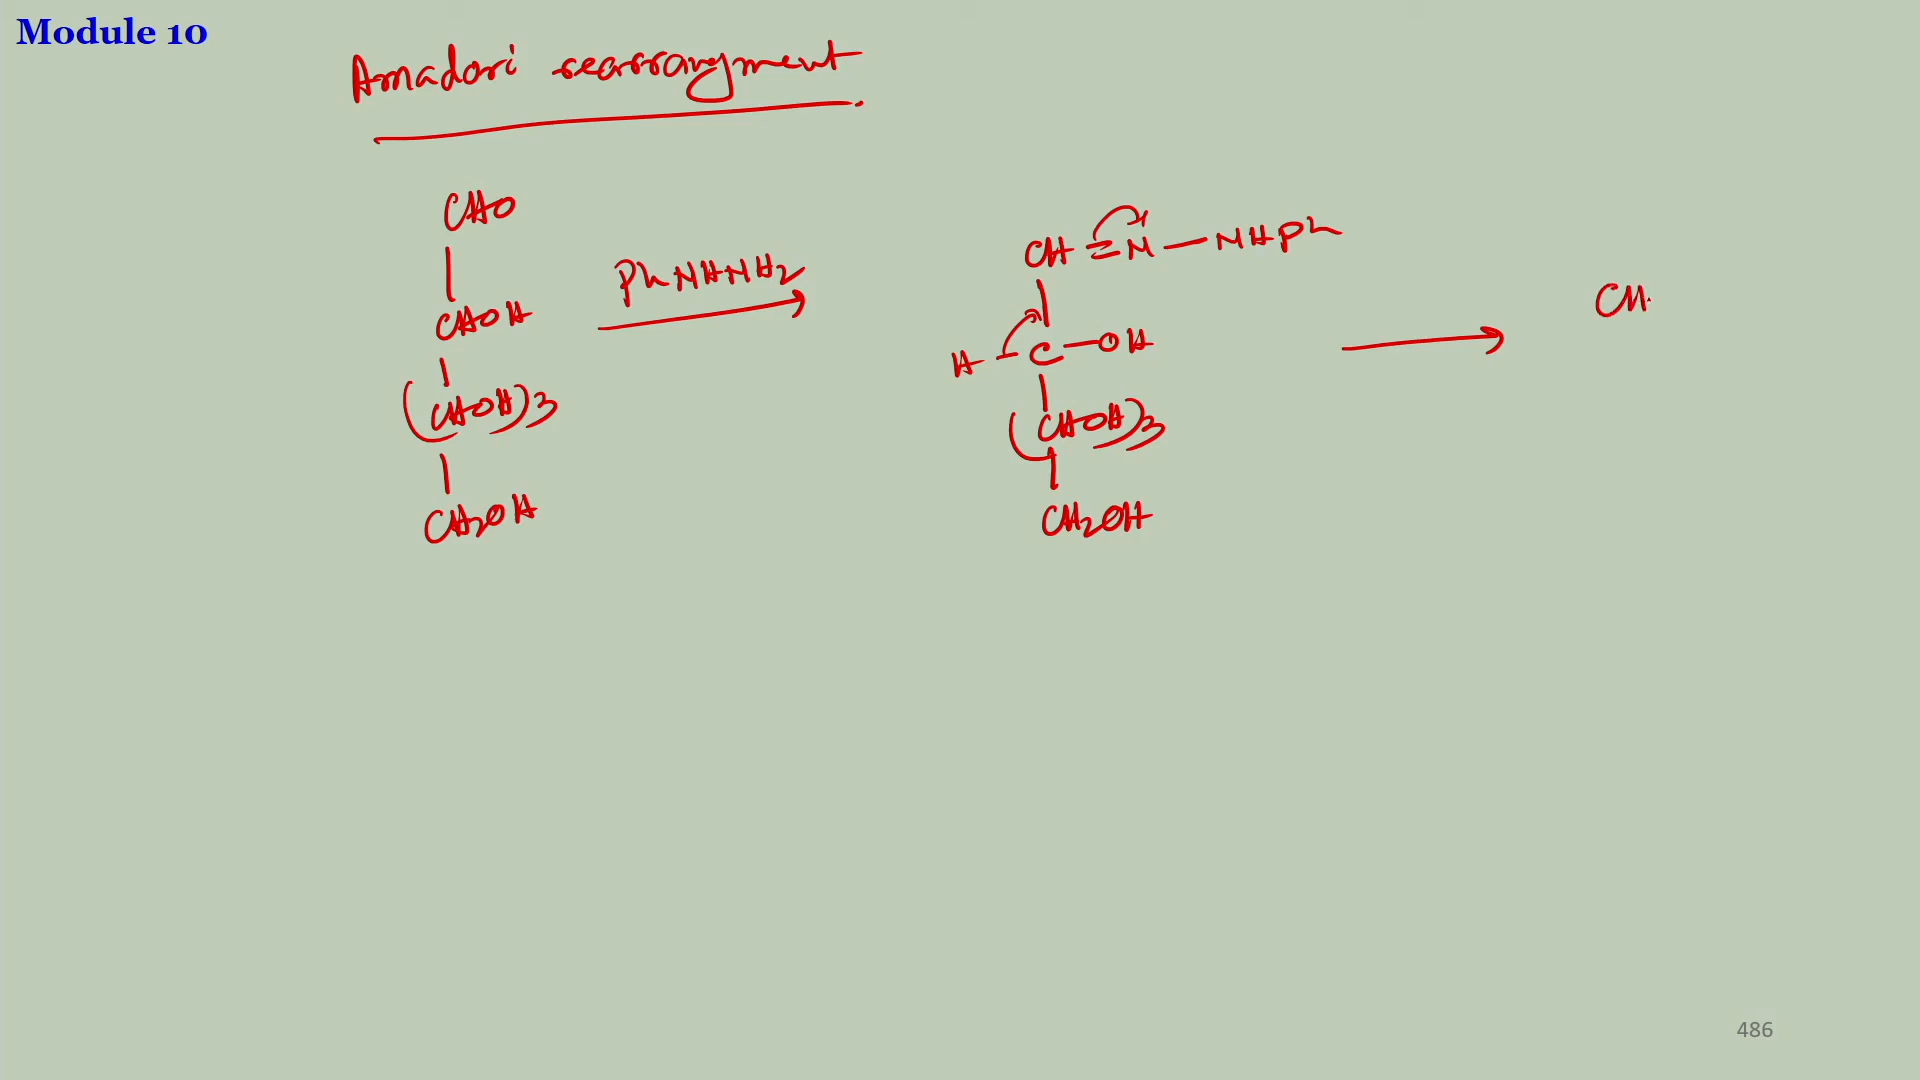 Module 10
Amadori rearrangment
CHO
CHOH
(CHOH)3
CH2OH
PhNHNH2
CH = N — NHPh
H - C - OH
(CHOH)3
CH2OH
CH
486